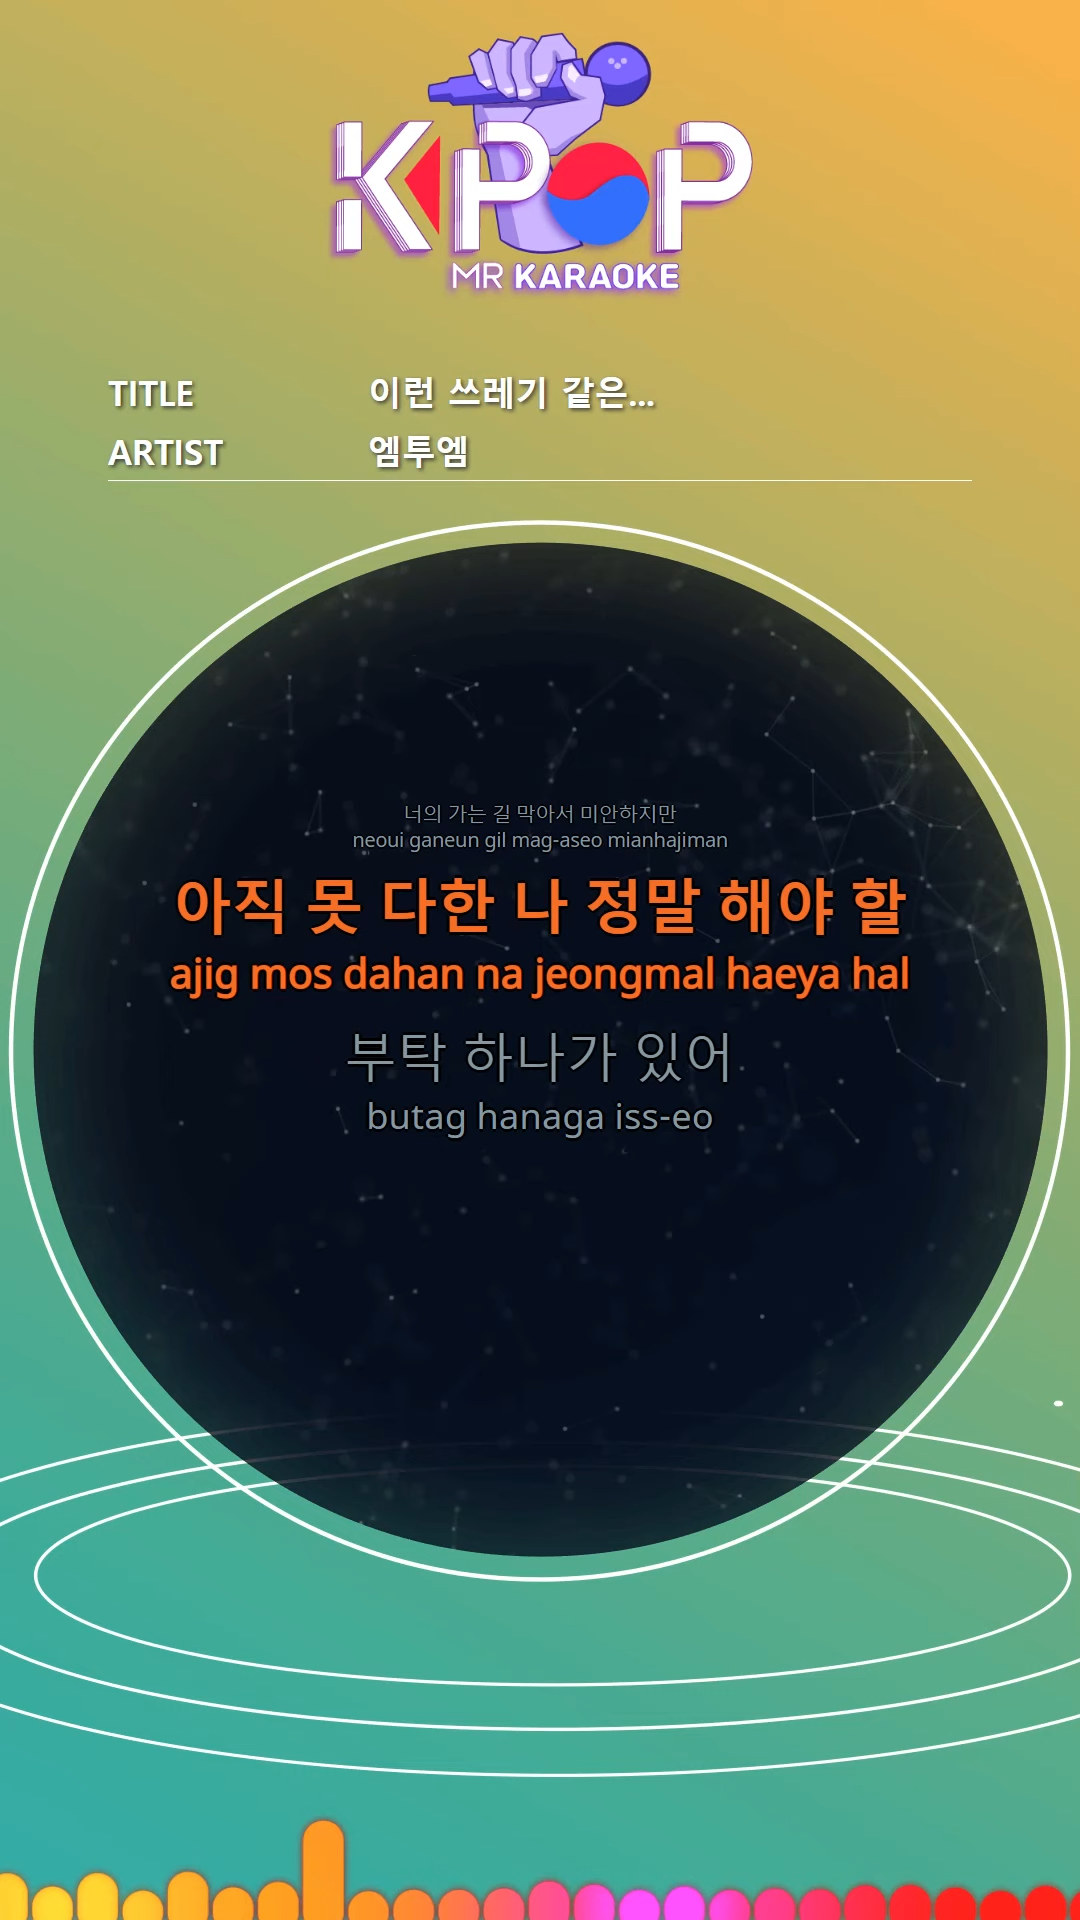 KPOP
MR KARAOKE
TITLE 이런 쓰레기 같은...
ARTIST 엠투엠
너의 가는 길 막아서 미안하지만
neoui ganeun gil mag-aseo mianhajiman
아직 못 다한 나 정말 해야 할
ajig mos dahan na jeongmal haeya hal
부탁 하나가 있어
butag hanaga iss-eo